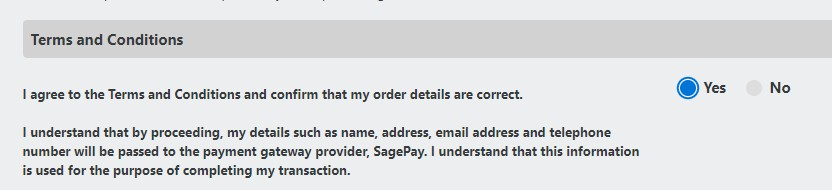 Terms and Conditions
I agree to the Terms and Conditions and confirm that my order details are correct.
Yes
No
I understand that by proceeding, my details such as name, address, email address and telephone
number will be passed to the payment gateway provider, SagePay. I understand that this information
is used for the purpose of completing my transaction.